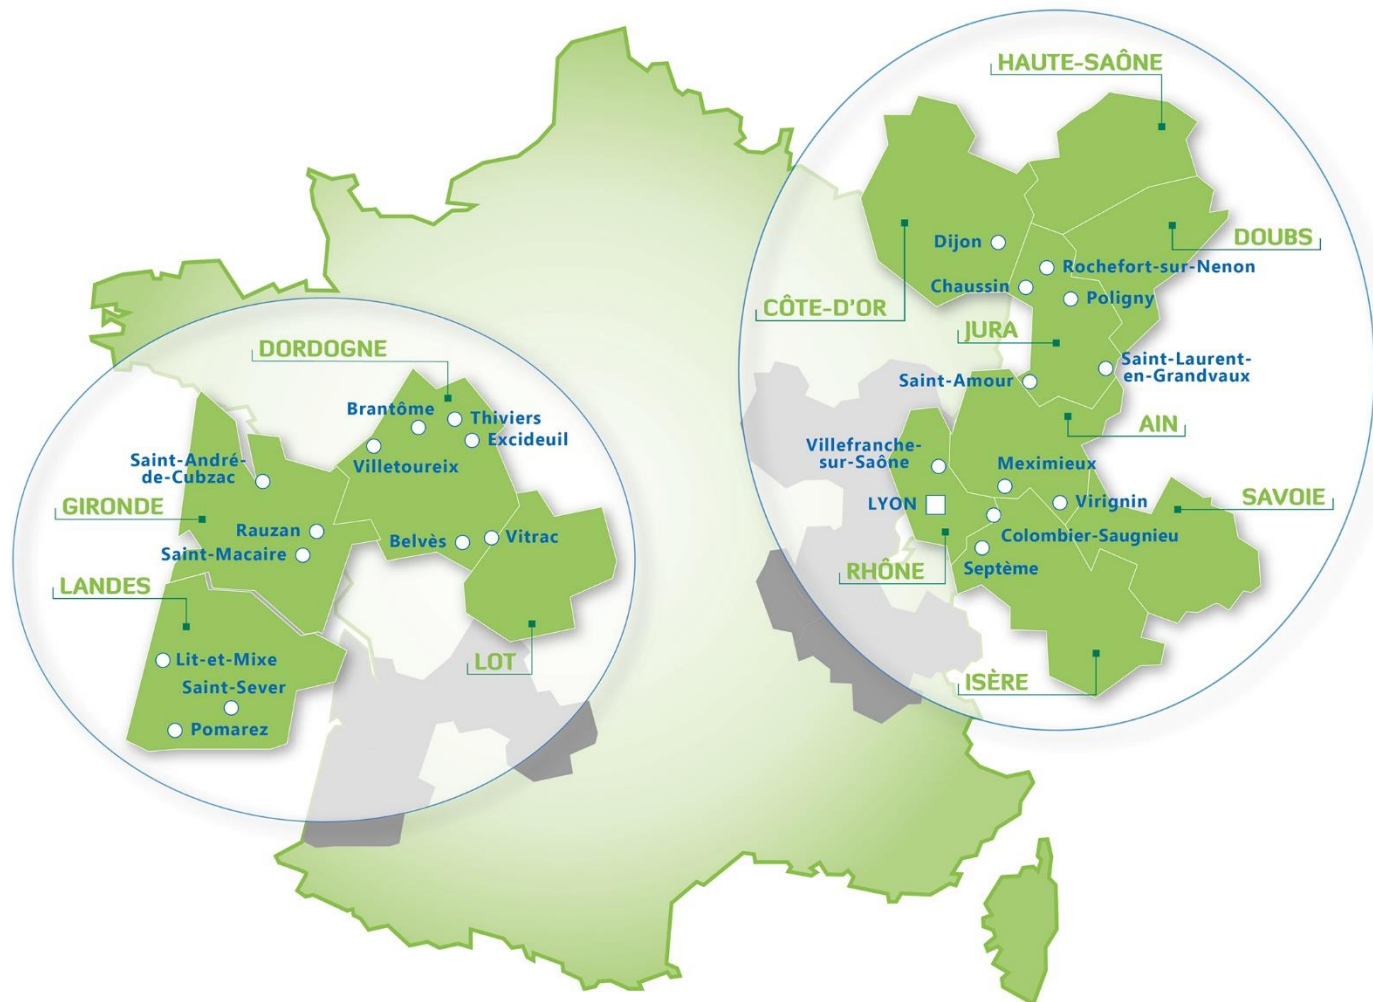 HAUTE-SAÔNE
DOUBS
Dijon
Rochefort-sur-Nenon
Chaussin
Poligny
CÔTE-D'OR
JURA
Saint-Laurent-
en-Grandvaux
Saint-Amour
AIN
Villefranche-
sur-Saône
Meximieux
LYON
Virignin
SAVOIE
Colombier-Saugnieu
Septème
RHÔNE
ISÈRE
DORDOGNE
Brantôme
Thiviers
Excideuil
Villetoureix
Saint-André-
de-Cubzac
GIRONDE
Rauzan
Belvès
Vitrac
Saint-Macaire
LANDES
LOT
Lit-et-Mixe
Saint-Sever
Pomarez